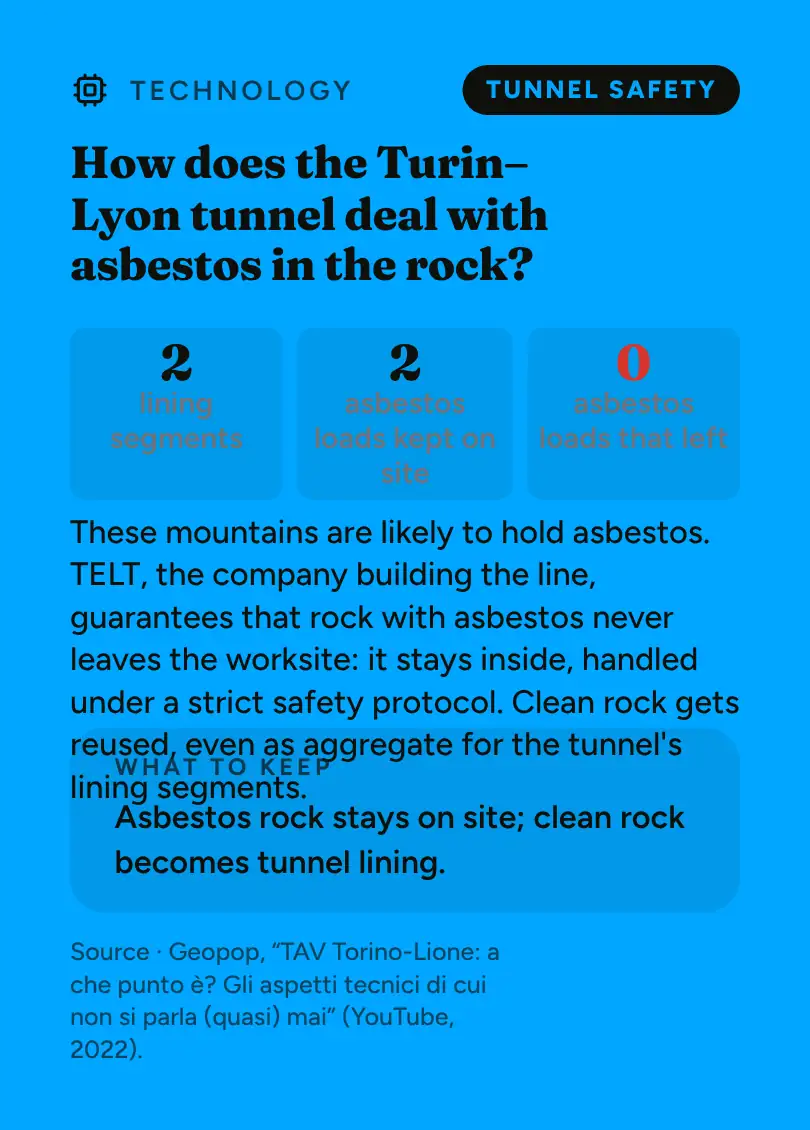 TECHNOLOGY
TUNNEL SAFETY
How does the Turin–
Lyon tunnel deal with
asbestos in the rock?
2
lining
segments
2
asbestos
loads kept on
site
0
asbestos
loads that left
These mountains are likely to hold asbestos.
TELT, the company building the line,
guarantees that rock with asbestos never
leaves the worksite: it stays inside, handled
under a strict safety protocol. Clean rock gets
reused, even as aggregate for the tunnel's
lining segments.
WHAT TO KEEP
Asbestos rock stays on site; clean rock
becomes tunnel lining.
Source · Geopop, “TAV Torino-Lione: a
che punto è? Gli aspetti tecnici di cui
non si parla (quasi) mai” (YouTube,
2022).